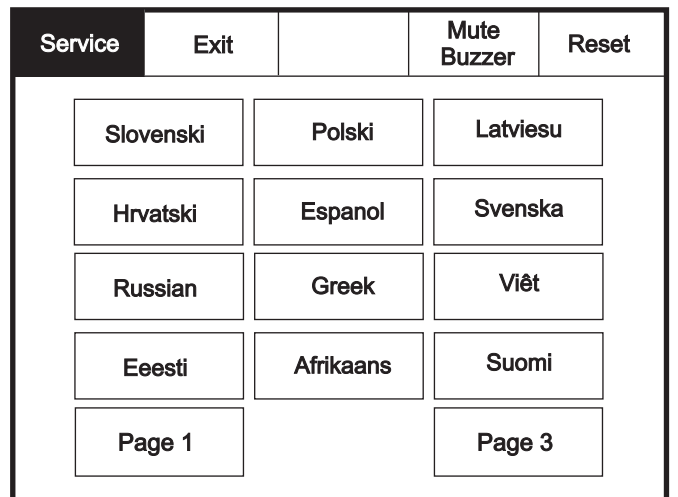 Service Exit Mute Buzzer Reset
Slovenski Polski Latviesu
Hrvatski Espanol Svenska
Russian Greek Viêt
Eeesti Afrikaans Suomi
Page 1 Page 3